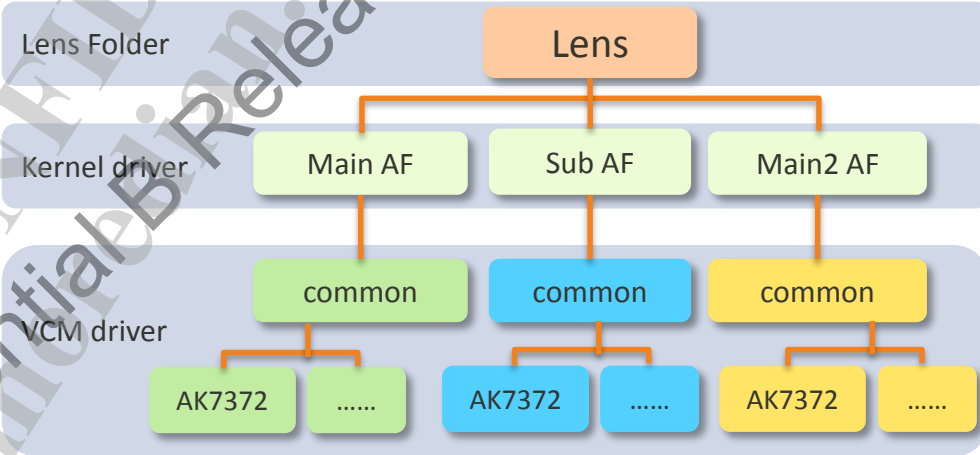 Lens Folder
Lens
Kernel driver
Main AF
Sub AF
Main2 AF
VCM driver
common
common
common
AK7372
......
AK7372
......
AK7372
......